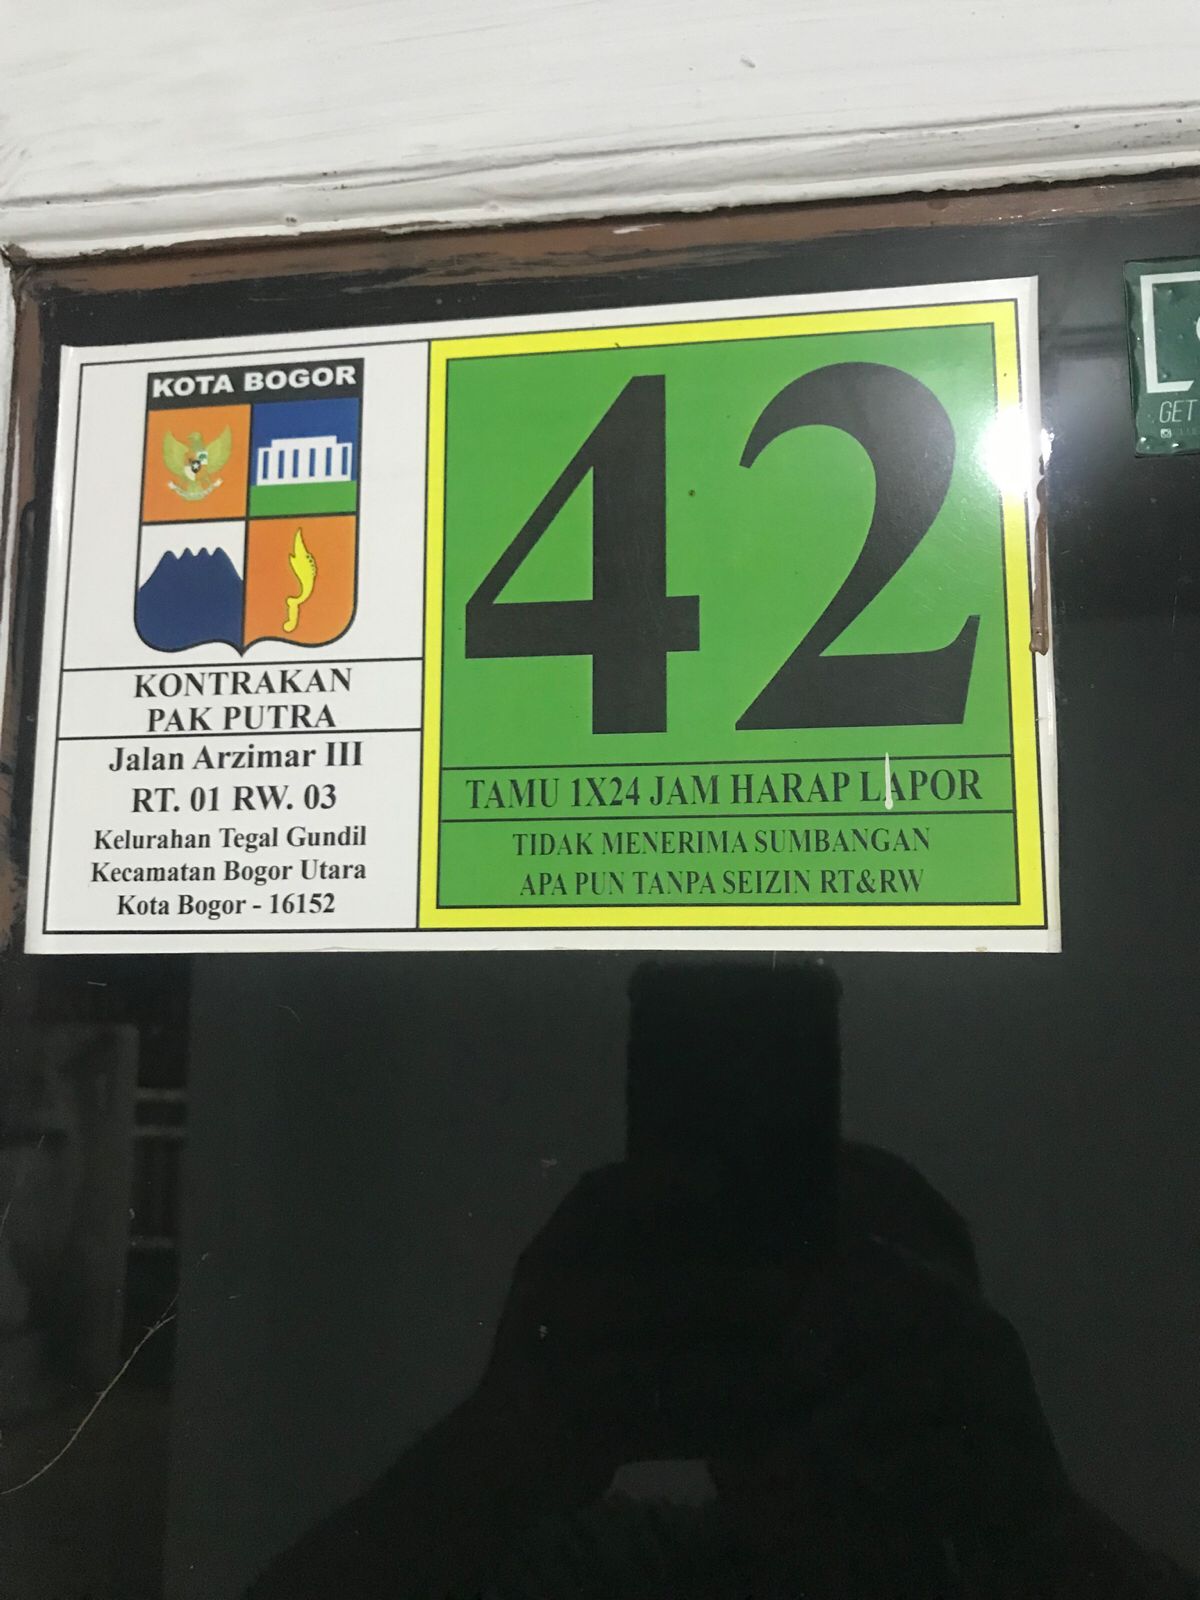 KOTA BOGOR
KONTRAKAN
PAK PUTRA
Jalan Arzimar III
RT. 01 RW. 03
Kelurahan Tegal Gundil
Kecamatan Bogor Utara
Kota Bogor - 16152
42
TAMU 1X24 JAM HARAP LAPOR
TIDAK MENERIMA SUMBANGAN
APA PUN TANPA SEIZIN RT&RW
GET